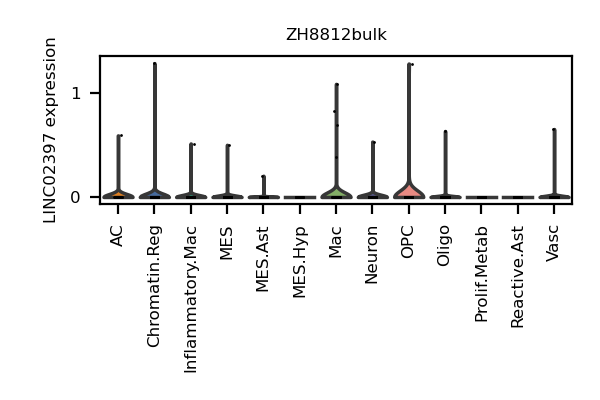 ZH8812bulk
LINC02397 expression
1
0
AC
Chromatin.Reg
Inflammatory.Mac
MES
MES.Ast
MES.Hyp
Mac
Neuron
OPC
Oligo
Prolif.Metab
Reactive.Ast
Vasc